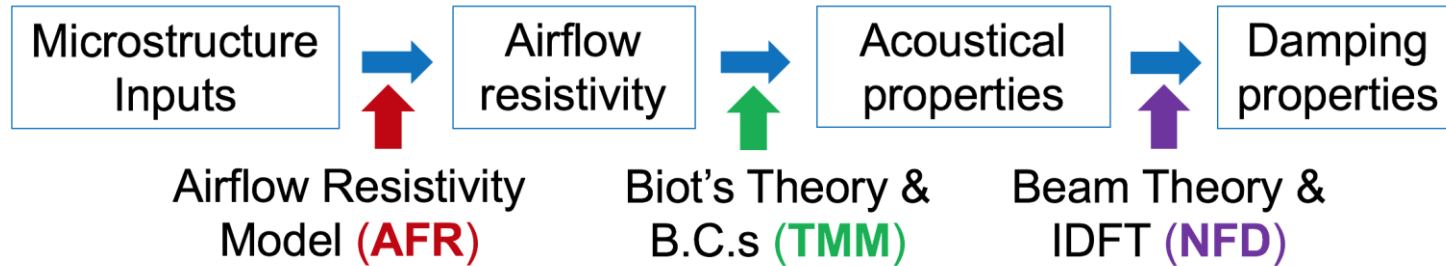 Microstructure
Inputs
Airflow
resistivity
Acoustical
properties
Damping
properties
Airflow Resistivity
Model (AFR)
Biot's Theory &
B.C.s (TMM)
Beam Theory &
IDFT (NFD)